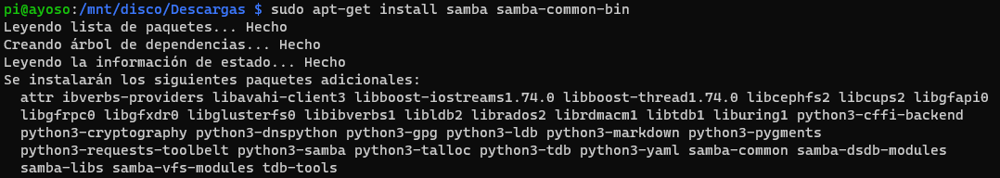 pi@ayoso:/mnt/disco/Descargas $ sudo apt-get install samba samba-common-bin
Leyendo lista de paquetes... Hecho
Creando árbol de dependencias... Hecho
Leyendo la información de estado... Hecho
Se instalarán los siguientes paquetes adicionales:
attr ibverbs-providers libavahi-client3 libboost-iostreams1.74.0 libboost-thread1.74.0 libcephfs2 libcups2 libgfapi0
libgfrpc0 libgfxdr0 libglusterfs0 libibverbs1 libldb2 librados2 librdmacm1 libtdb1 liburing1 python3-cffi-backend
python3-cryptography python3-dnspython python3-gpg python3-ldb python3-markdown python3-pygments
python3-requests-toolbelt python3-samba python3-talloc python3-tdb python3-yaml samba-common samba-dsdb-modules
samba-libs samba-vfs-modules tdb-tools